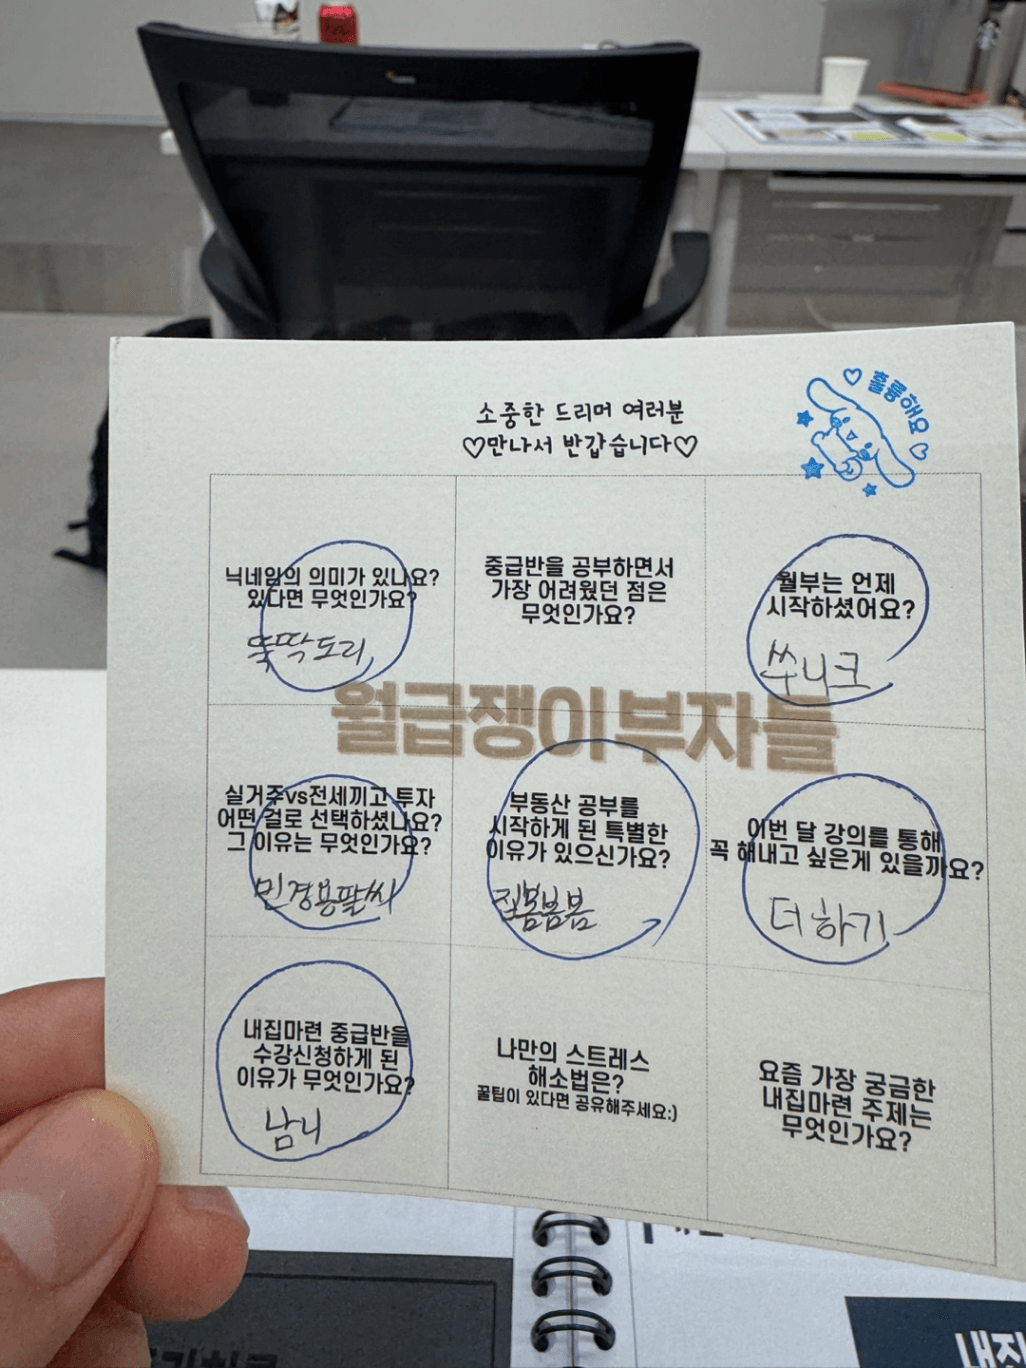 소중한 드리머 여러분
♡만나서 반갑습니다♡
훌륭해요
닉네임의 의미가 있나요?
있다면 무엇인가요?
뚝딱도리
중급반을 공부하면서
가장 어려웠던 점은
무엇인가요?
월부는 언제
시작하셨어요?
쑤니크
월급쟁이부자들
실거주vs전세끼고 투자
어떤 걸로 선택하셨나요?
그 이유는 무엇인가요?
민경용팔씨
부동산 공부를
시작하게 된 특별한
이유가 있으신가요?
봄봄
이번 달 강의를 통해
꼭 해내고 싶은게 있을까요?
더하기
내집마련 중급반을
수강신청하게 된
이유가 무엇인가요?
남니
나만의 스트레스
해소법은?
꿀팁이 있다면 공유해주세요:)
요즘 가장 궁금한
내집마련 주제는
무엇인가요?